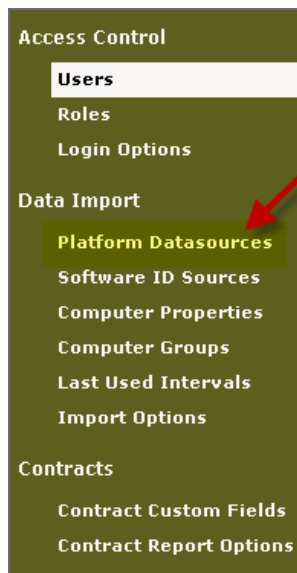 Access Control
Users
Roles
Login Options
Data Import
Platform Datasources
Software ID Sources
Computer Properties
Computer Groups
Last Used Intervals
Import Options
Contracts
Contract Custom Fields
Contract Report Options